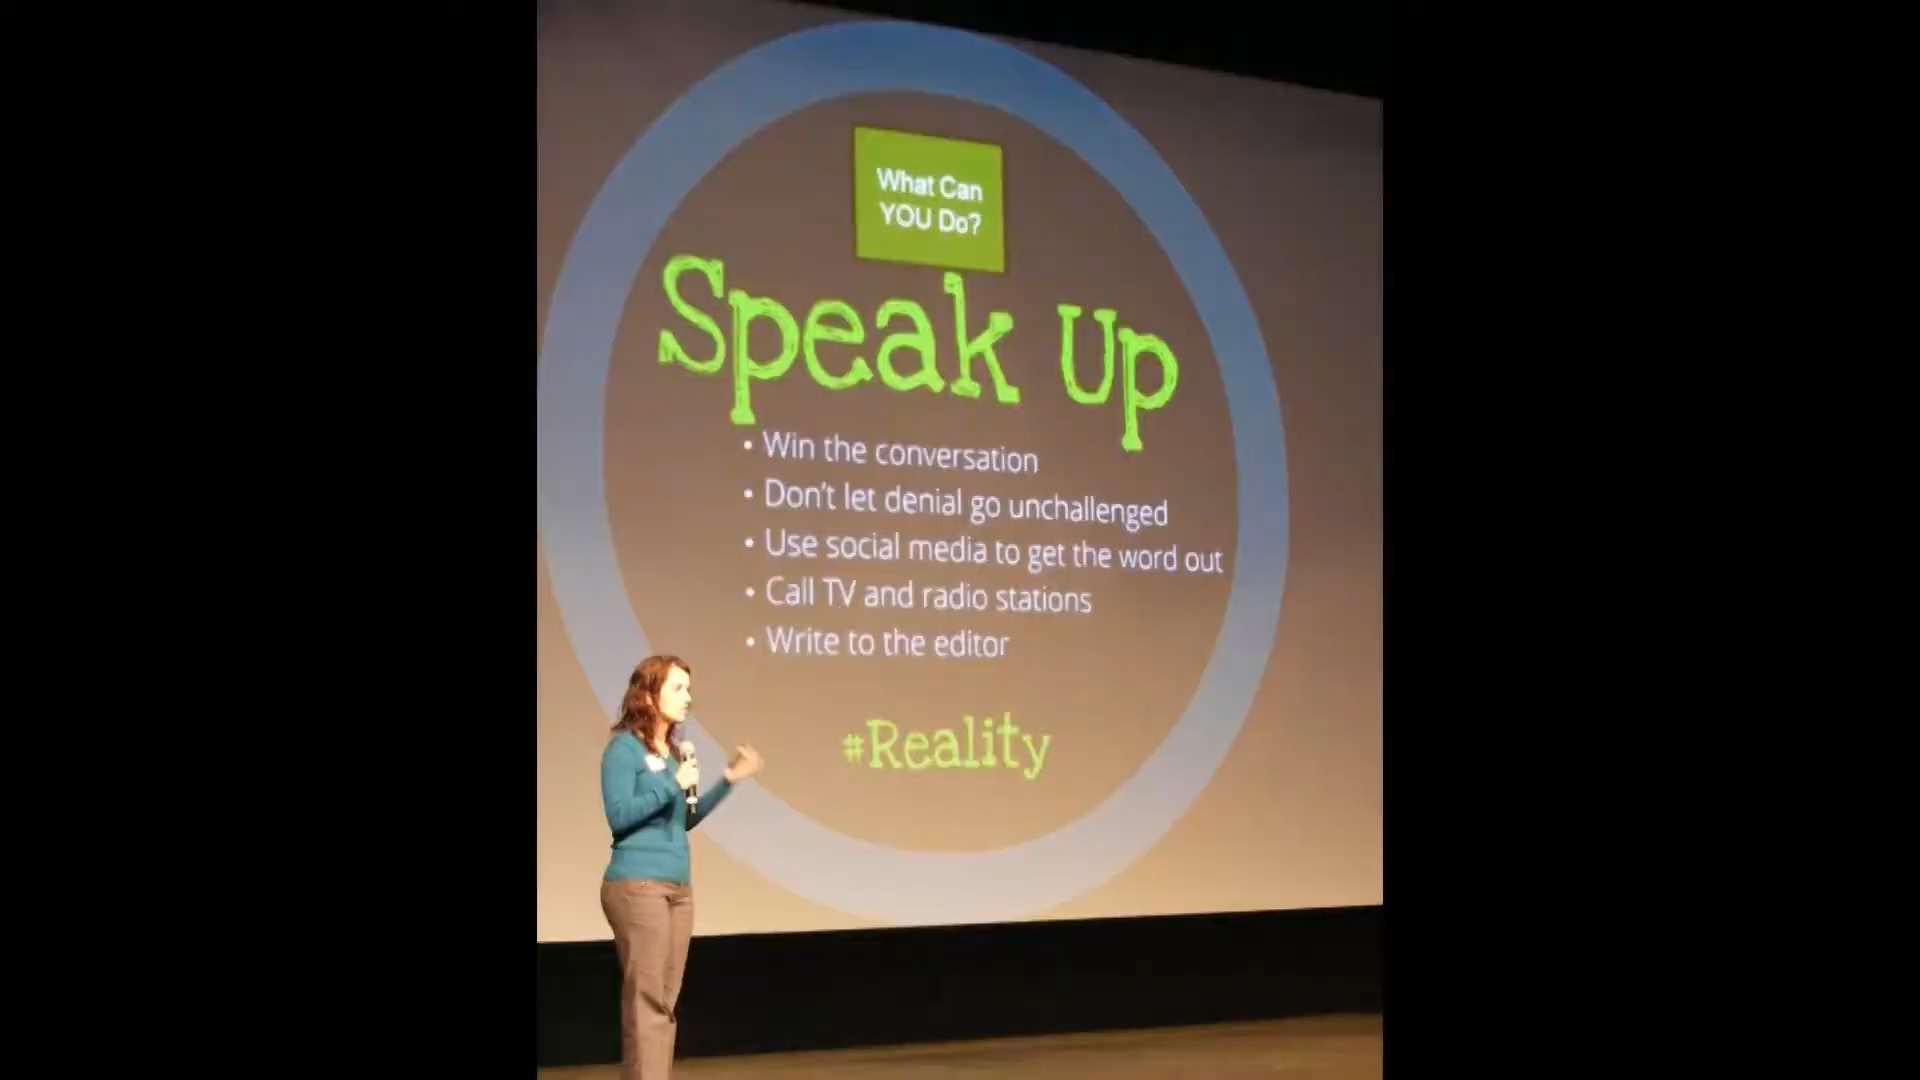 What Can
YOU Do?
Speak Up
• Win the conversation
• Don't let denial go unchallenged
• Use social media to get the word out
• Call TV and radio stations
• Write to the editor
#Reality